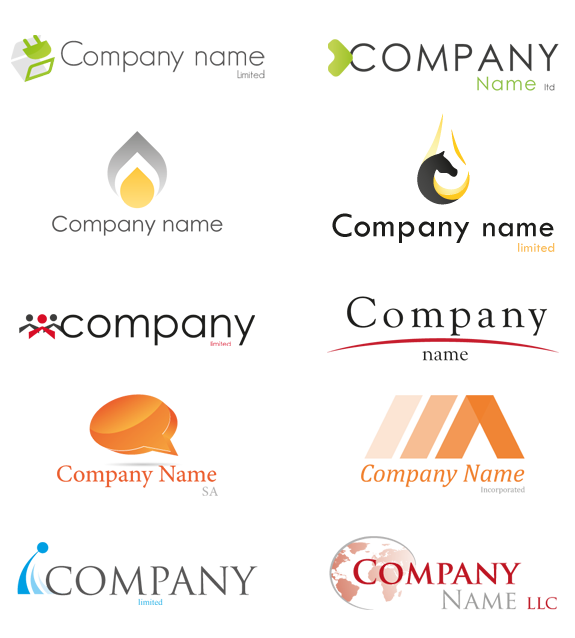 Company name
Limited
COMPANY
Name ltd
Company name
Company name
limited
company
limited
Company
name
Company Name
SA
Company Name
Incorporated
COMPANY
limited
COMPANY
NAME LLC